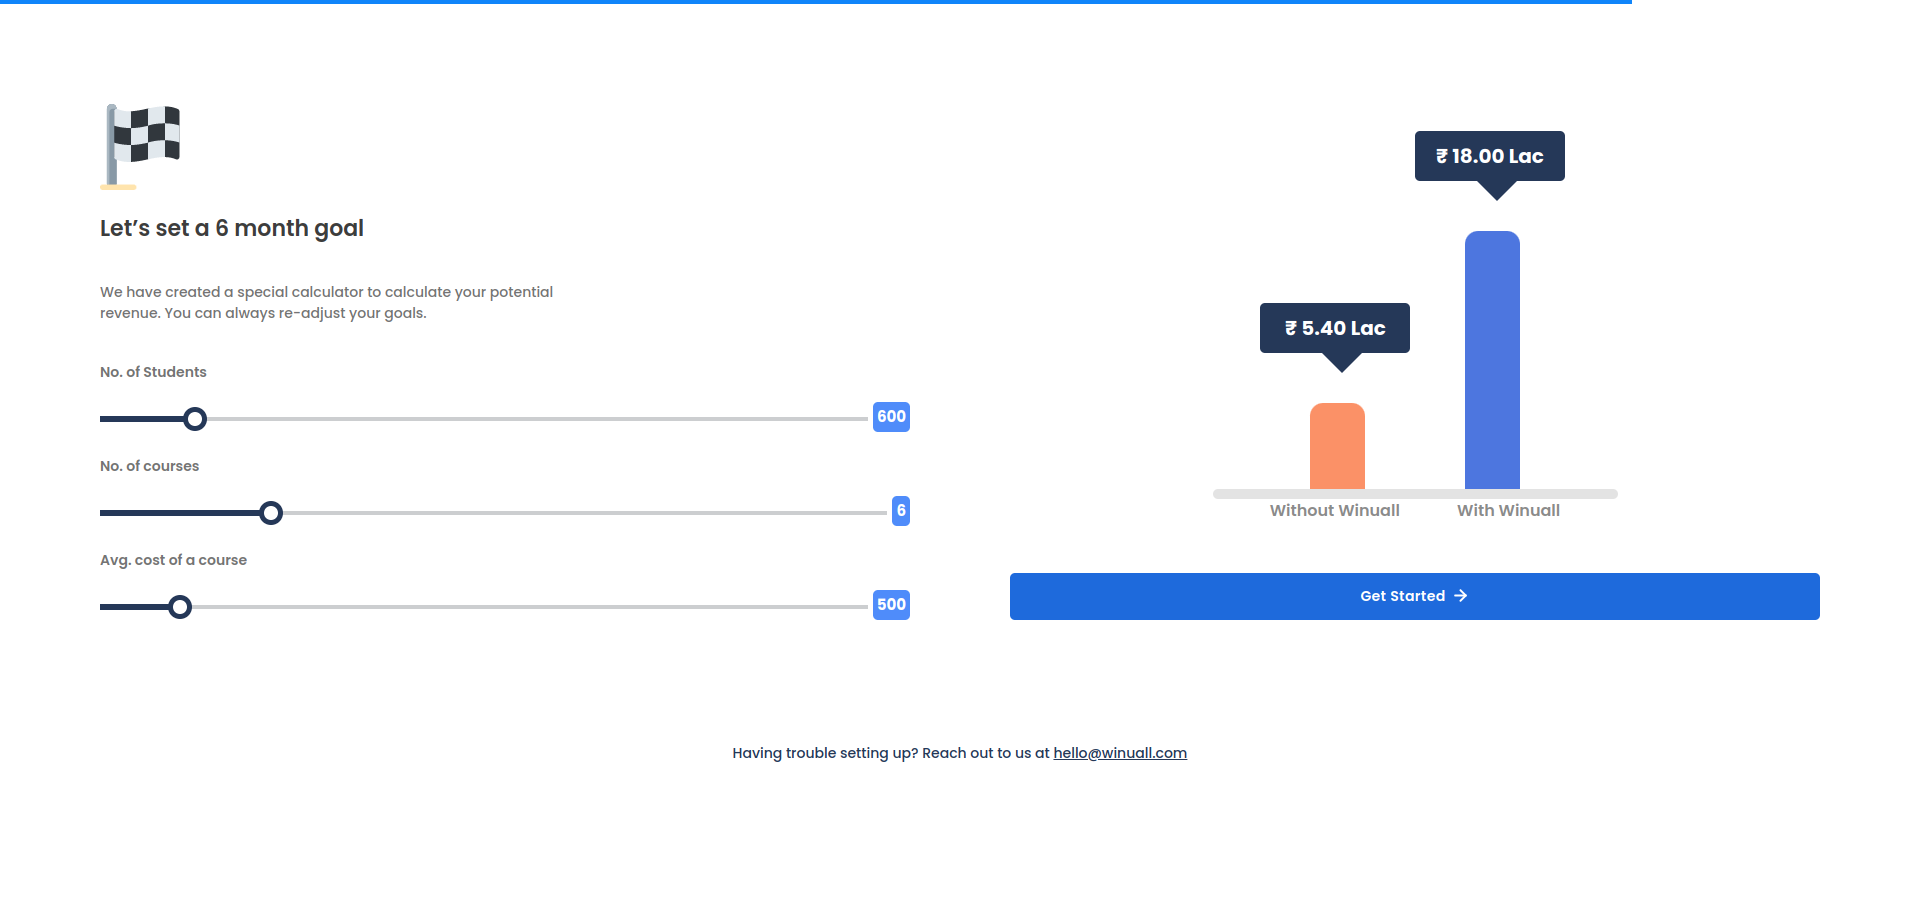 Let’s set a 6 month goal
We have created a special calculator to calculate your potential
revenue. You can always re-adjust your goals.
No. of Students
600
No. of courses
6
Avg. cost of a course
500
₹ 18.00 Lac
₹ 5.40 Lac
Without Winuall
With Winuall
Get Started →
Having trouble setting up? Reach out to us at hello@winuall.com